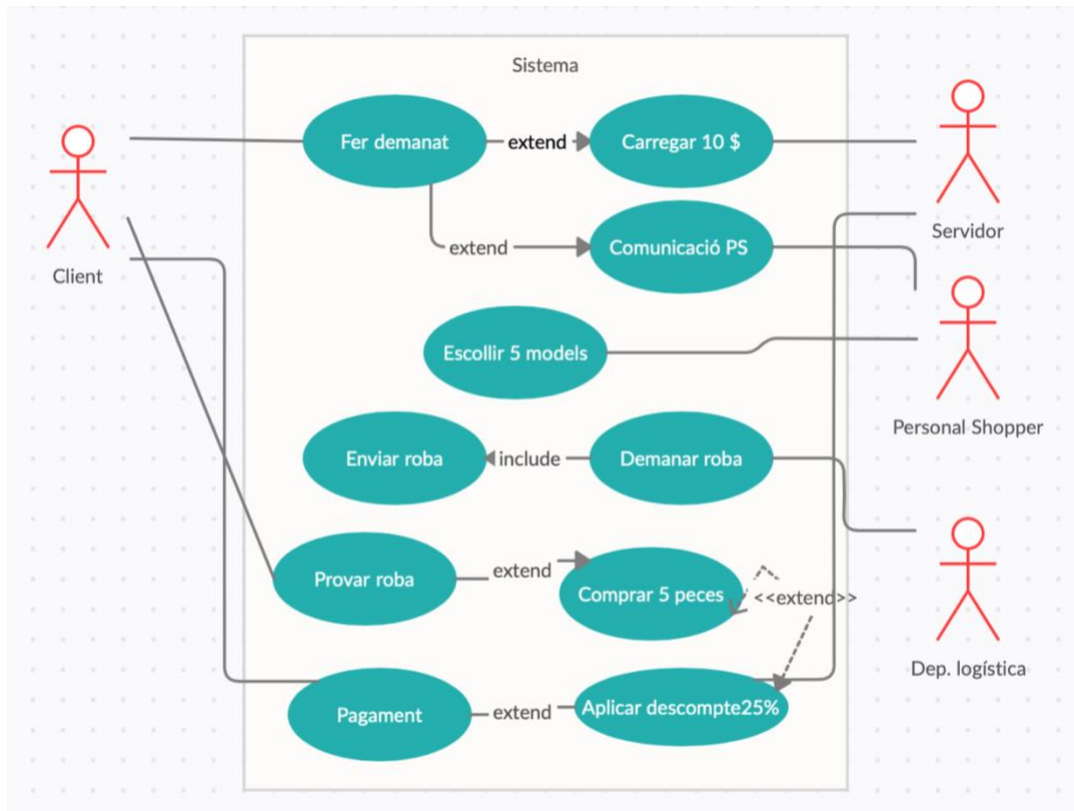 Sistema
Fer demanat
extend
Carregar 10 $
Servidor
Client
extend
Comunicació PS
Escollir 5 models
Personal Shopper
Enviar roba
include
Demanar roba
Provar roba
extend
Comprar 5 peces
<<extend>>
Dep. logística
Pagament
extend
Aplicar descompte25%